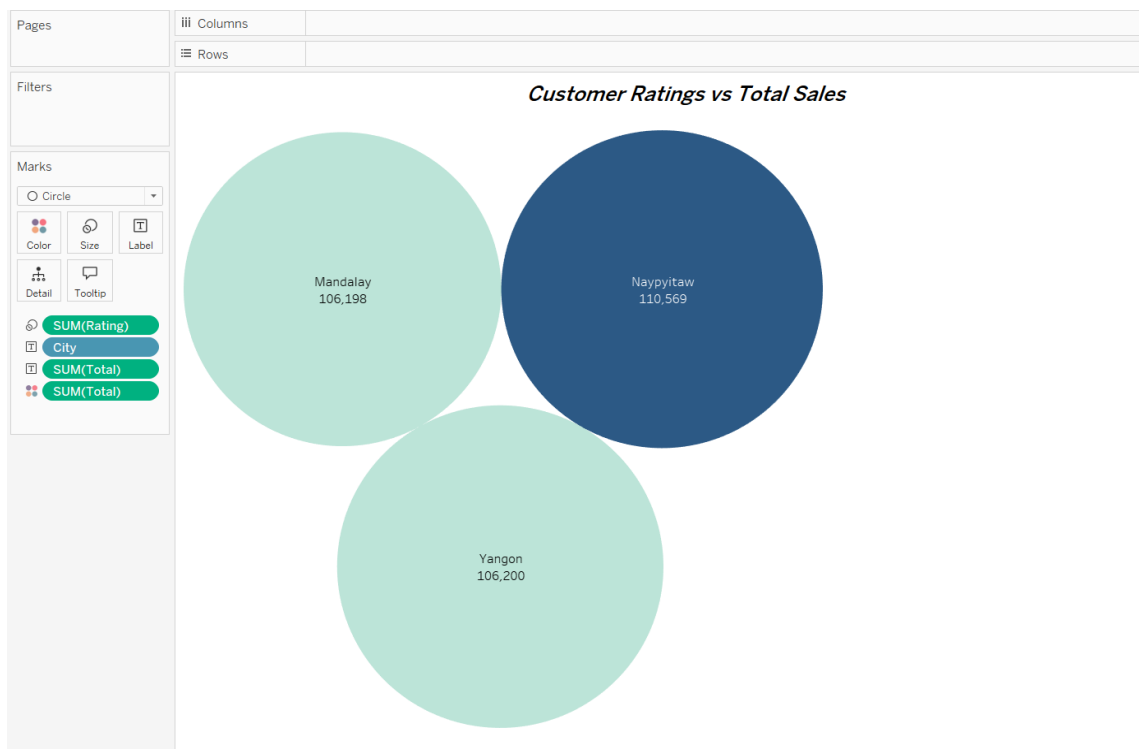 Pages
Columns
Rows
Filters
Customer Ratings vs Total Sales
Marks
Circle
Color
Size
Label
Detail
Tooltip
SUM(Rating)
City
SUM(Total)
SUM(Total)
Mandalay
106,198
Naypyitaw
110,569
Yangon
106,200